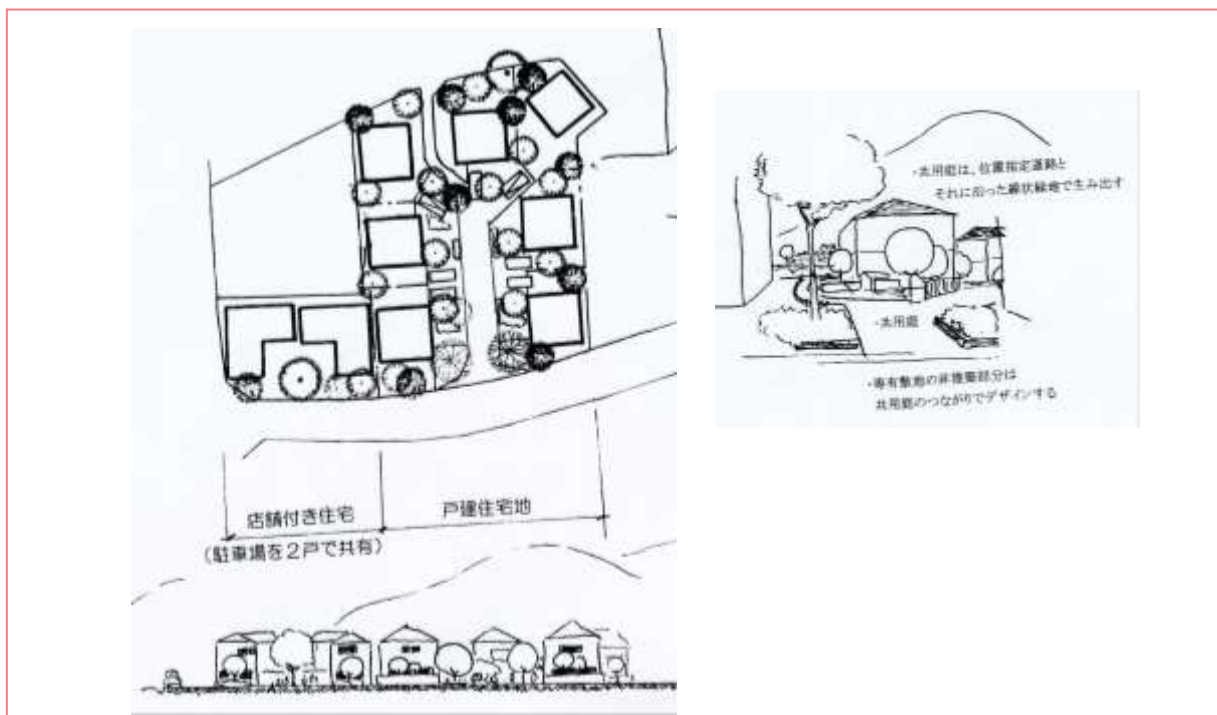 店舗付き住宅
(駐車場を2戸で共有)
戸建住宅地
・共用庭は、位置指定道路と
それに沿った線状緑地で生み出す
・共用庭
・専有敷地の非建築部分は
共用庭のつながりでデザインする